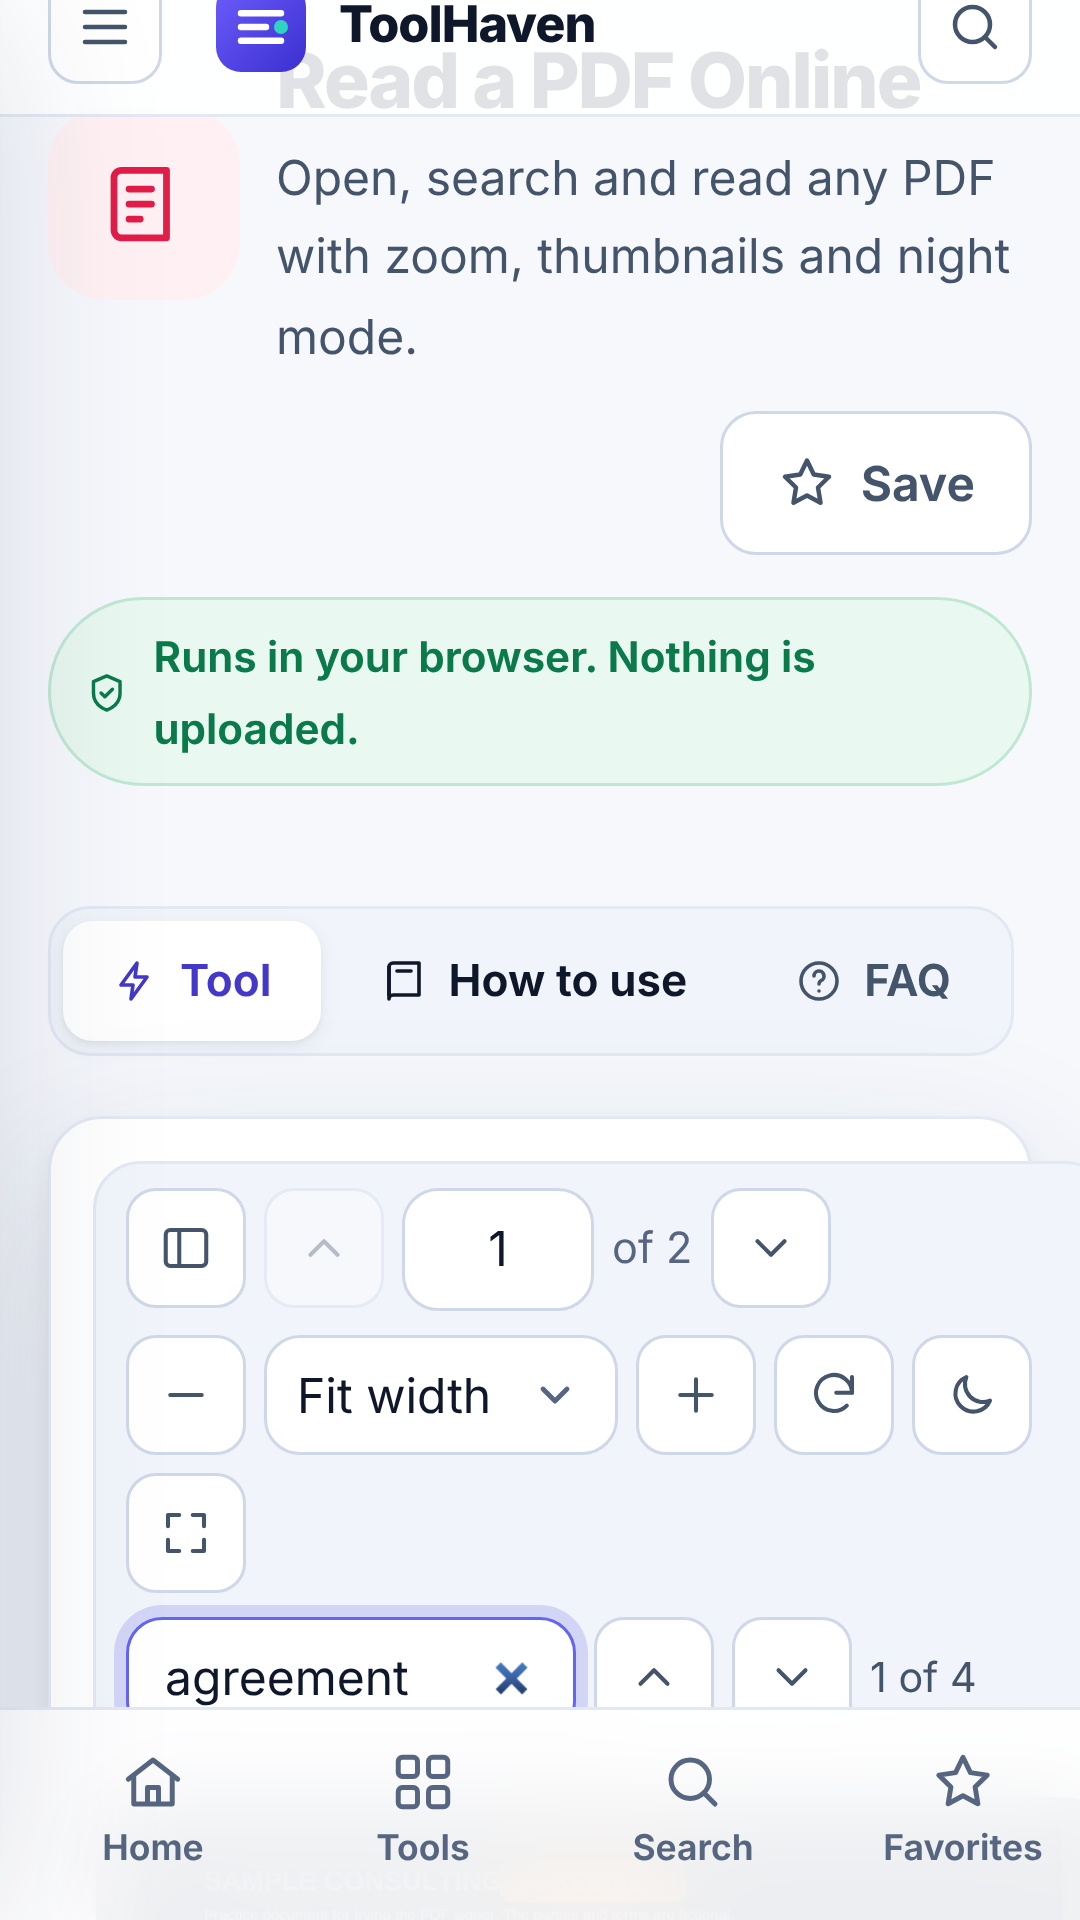 ToolHaven
Read a PDF Online
Open, search and read any PDF
with zoom, thumbnails and night
mode.
Save
Runs in your browser. Nothing is
uploaded.
Tool
How to use
FAQ
1
of 2
Fit width
agreement
1 of 4
Home
Tools
Search
Favorites
SAMPLE CONSULTING